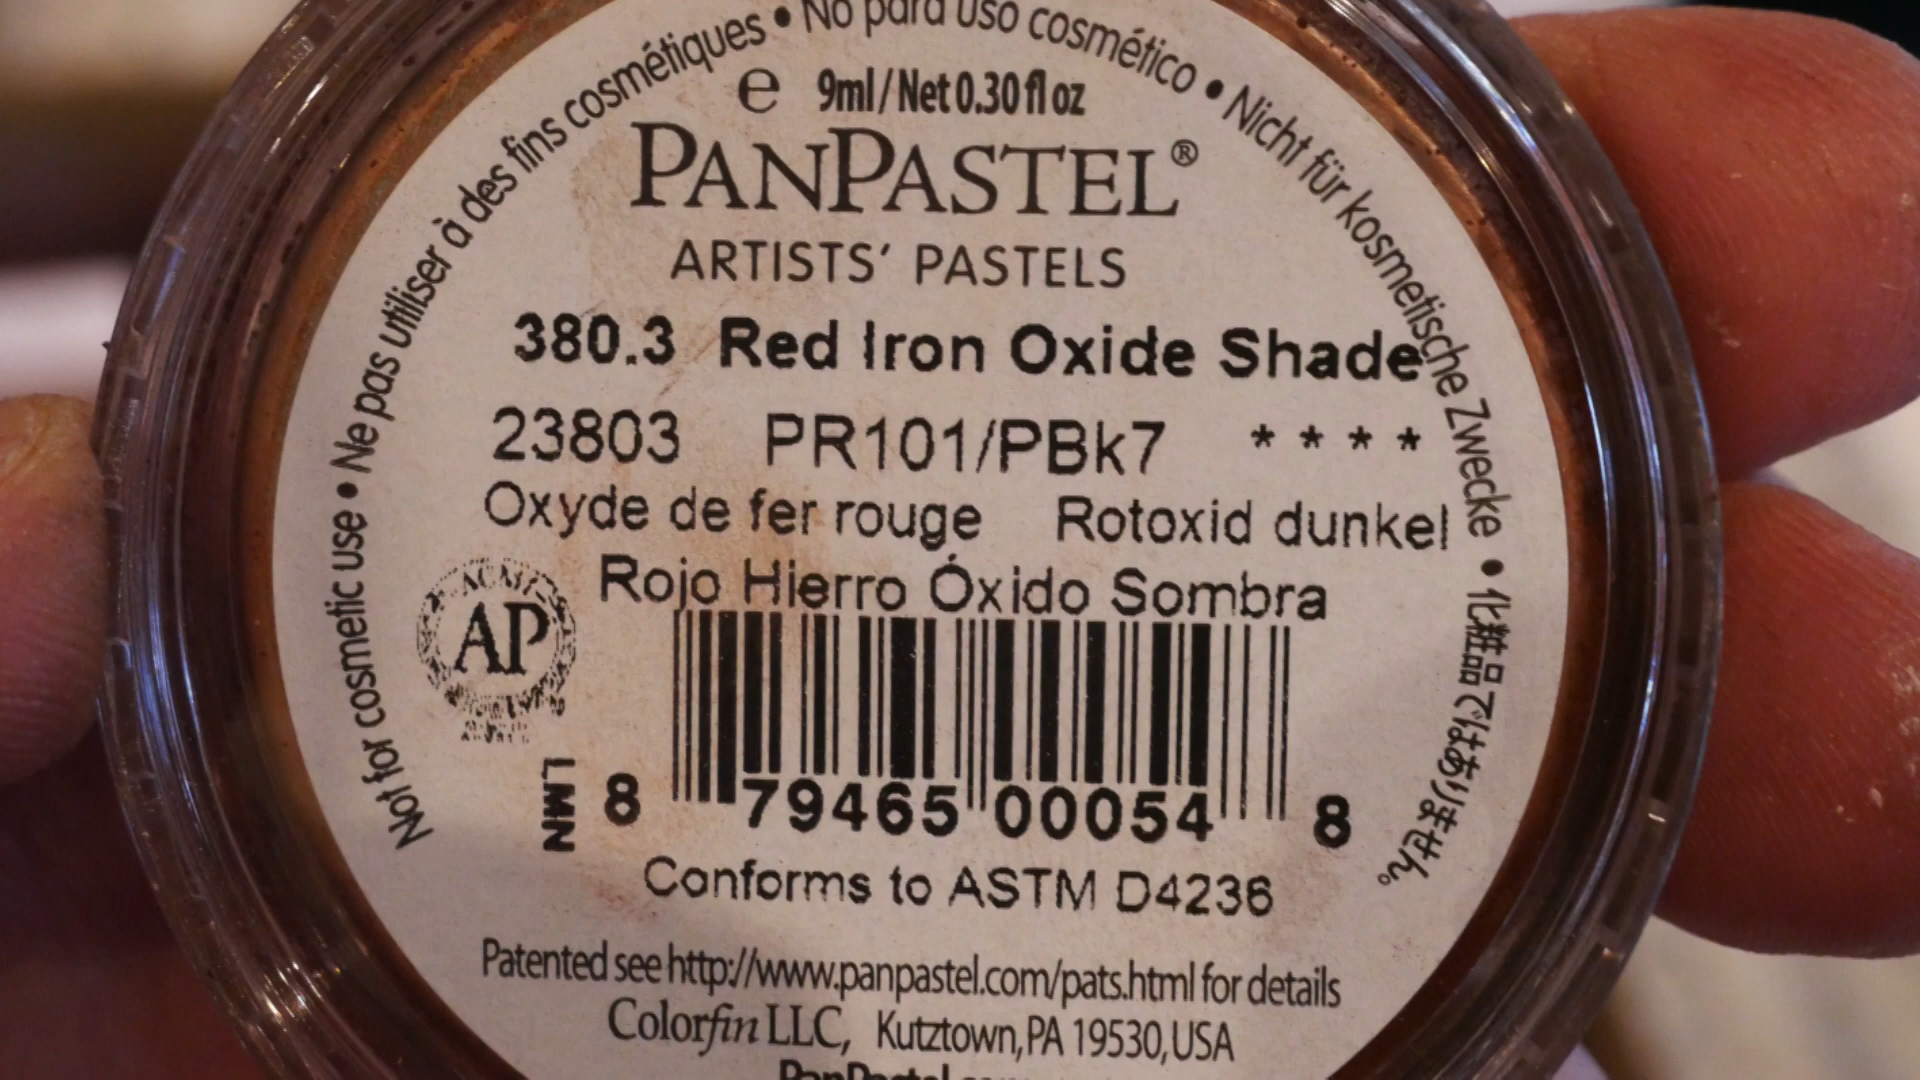 Not for cosmetic use • Ne pas utiliser à des fins cosmétiques • No para uso cosmético • Nicht für kosmetische Zwecke • 化粧品ではありません。
e 9ml/Net 0.30 fl oz
PANPASTEL®
ARTISTS' PASTELS
380.3 Red Iron Oxide Shade
23803 PR101/PBk7 ****
Oxyde de fer rouge Rotoxid dunkel
Rojo Hierro Óxido Sombra
ACMI
AP
LMN
8 79465 00054 8
Conforms to ASTM D4236
Patented see http://www.panpastel.com/pats.html for details
Colorfin LLC, Kutztown, PA 19530, USA